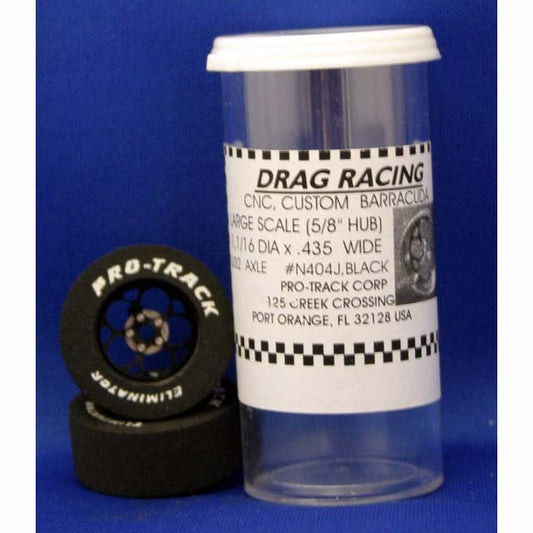 PRO-TRACK
ELIMINATOR
DRAG RACING
CNC, CUSTOM BARRACUDA
LARGE SCALE (5/8" HUB)
1/16 DIA x .435 WIDE
AXLE #N404J,BLACK
PRO-TRACK CORP
125 CREEK CROSSING
PORT ORANGE, FL 32128 USA